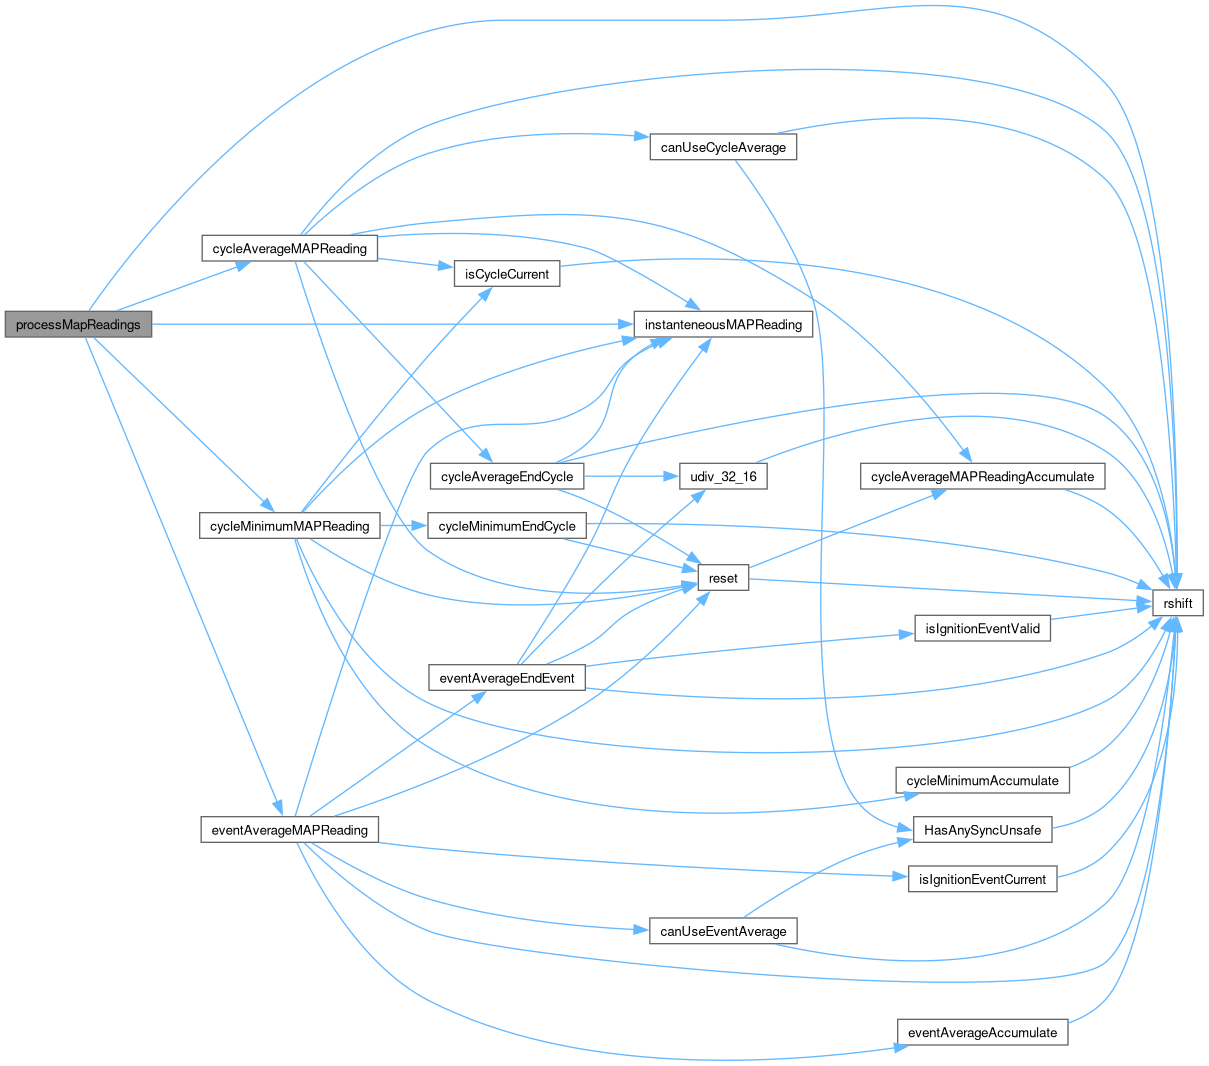 processMapReadings
cycleAverageMAPReading
canUseCycleAverage
isCycleCurrent
instanteneousMAPReading
cycleAverageEndCycle
udiv_32_16
cycleAverageMAPReadingAccumulate
cycleMinimumMAPReading
cycleMinimumEndCycle
reset
rshift
isIgnitionEventValid
eventAverageEndEvent
cycleMinimumAccumulate
eventAverageMAPReading
HasAnySyncUnsafe
isIgnitionEventCurrent
canUseEventAverage
eventAverageAccumulate